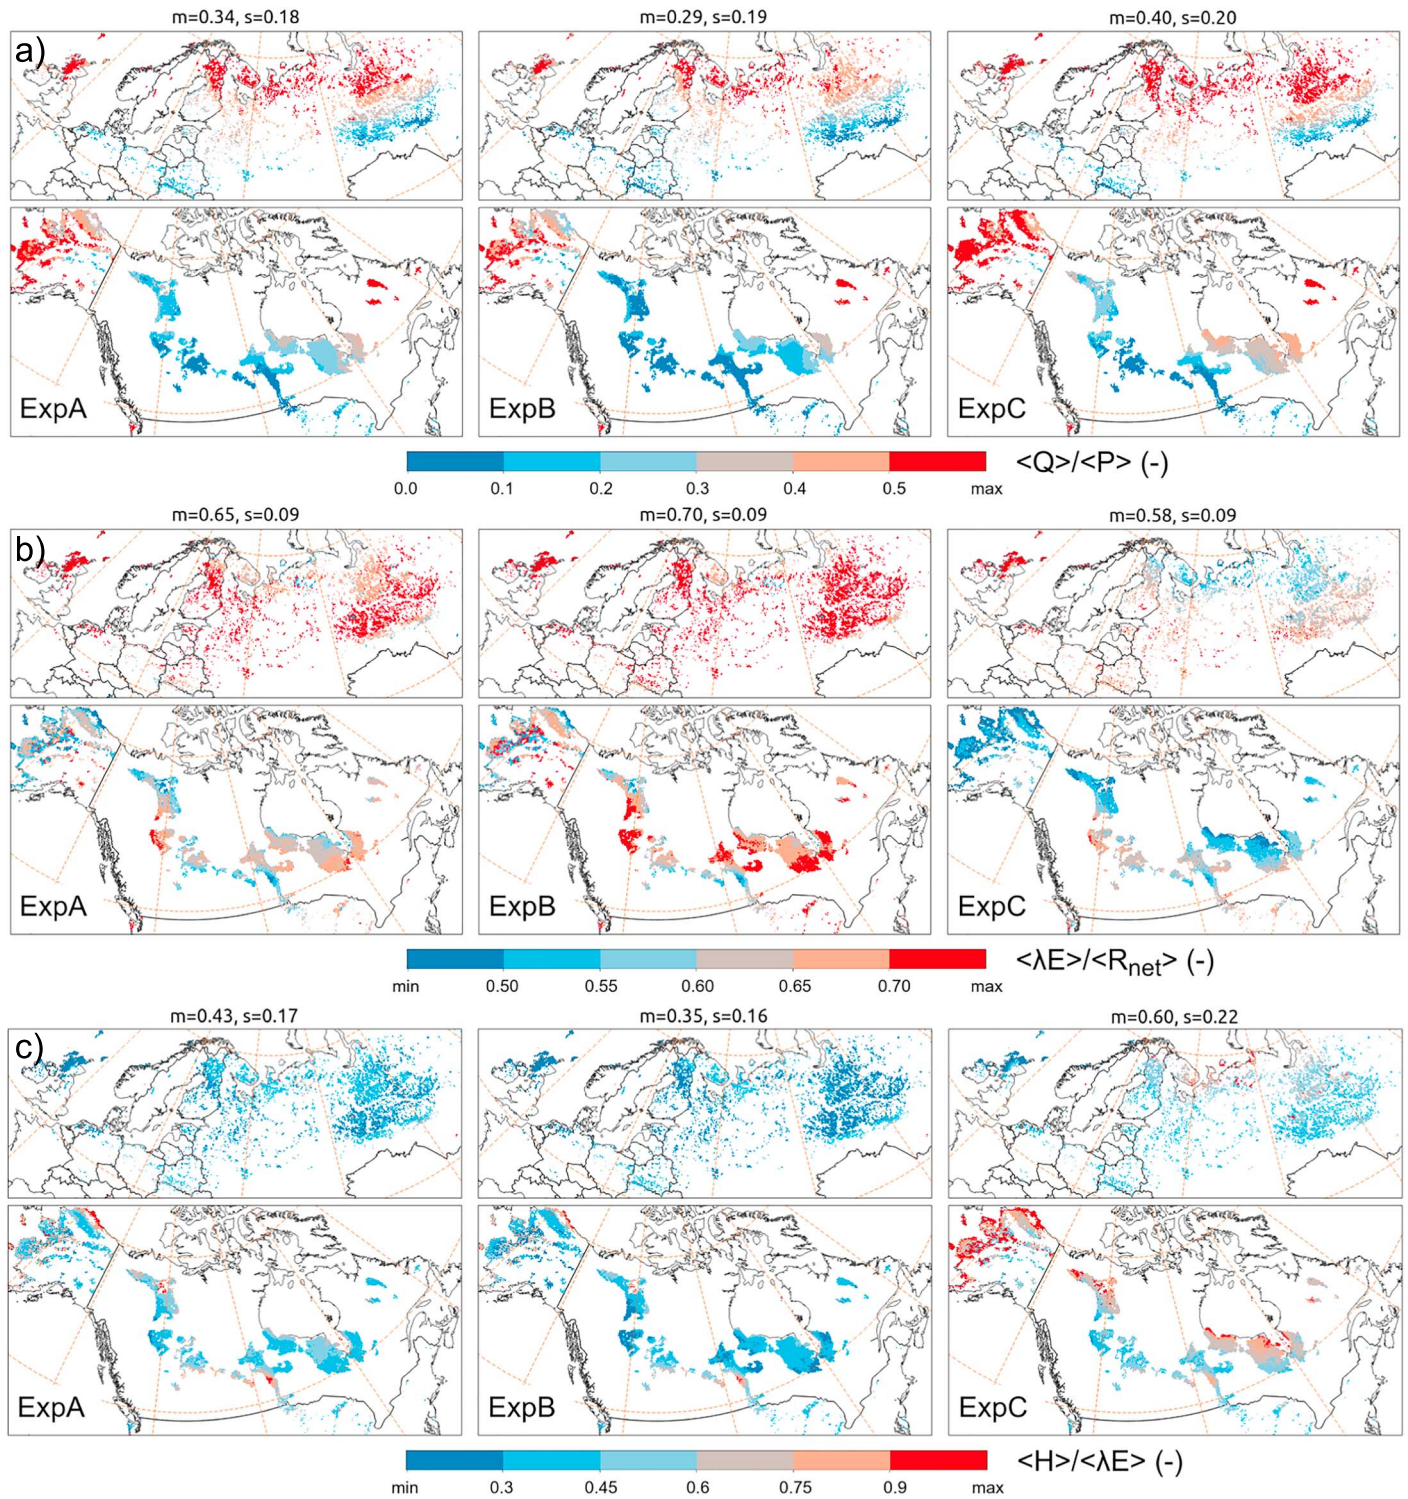 m=0.34, s=0.18
m=0.29, s=0.19
m=0.40, s=0.20
a)
ExpA
ExpB
ExpC
<Q>/<P> (-)
0.0 0.1 0.2 0.3 0.4 0.5 max
m=0.65, s=0.09
m=0.70, s=0.09
m=0.58, s=0.09
b)
ExpA
ExpB
ExpC
<λE>/<Rnet> (-)
min 0.50 0.55 0.60 0.65 0.70 max
m=0.43, s=0.17
m=0.35, s=0.16
m=0.60, s=0.22
c)
ExpA
ExpB
ExpC
<H>/<λE> (-)
min 0.3 0.45 0.6 0.75 0.9 max